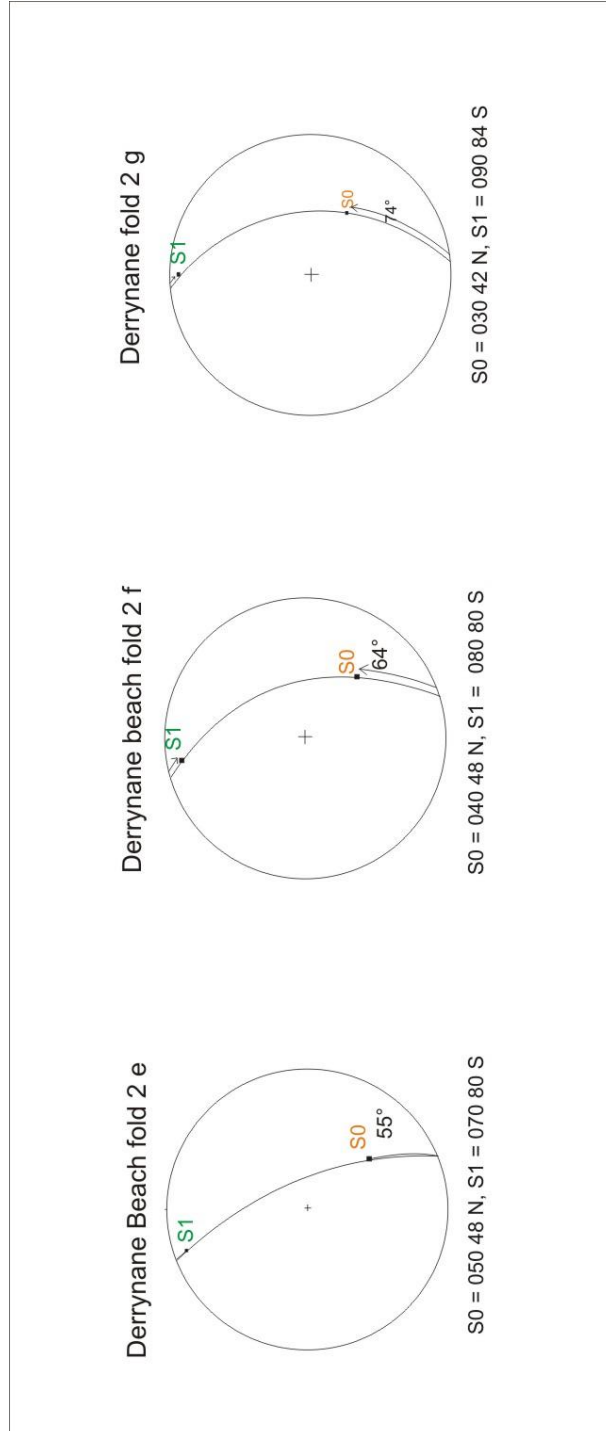 Derrynane Beach fold 2 e
S1
S0
55°
S0 = 050 48 N, S1 = 070 80 S
Derrynane beach fold 2 f
S1
S0
64°
S0 = 040 48 N, S1 = 080 80 S
Derrynane fold 2 g
S1
S0
74°
S0 = 030 42 N, S1 = 090 84 S